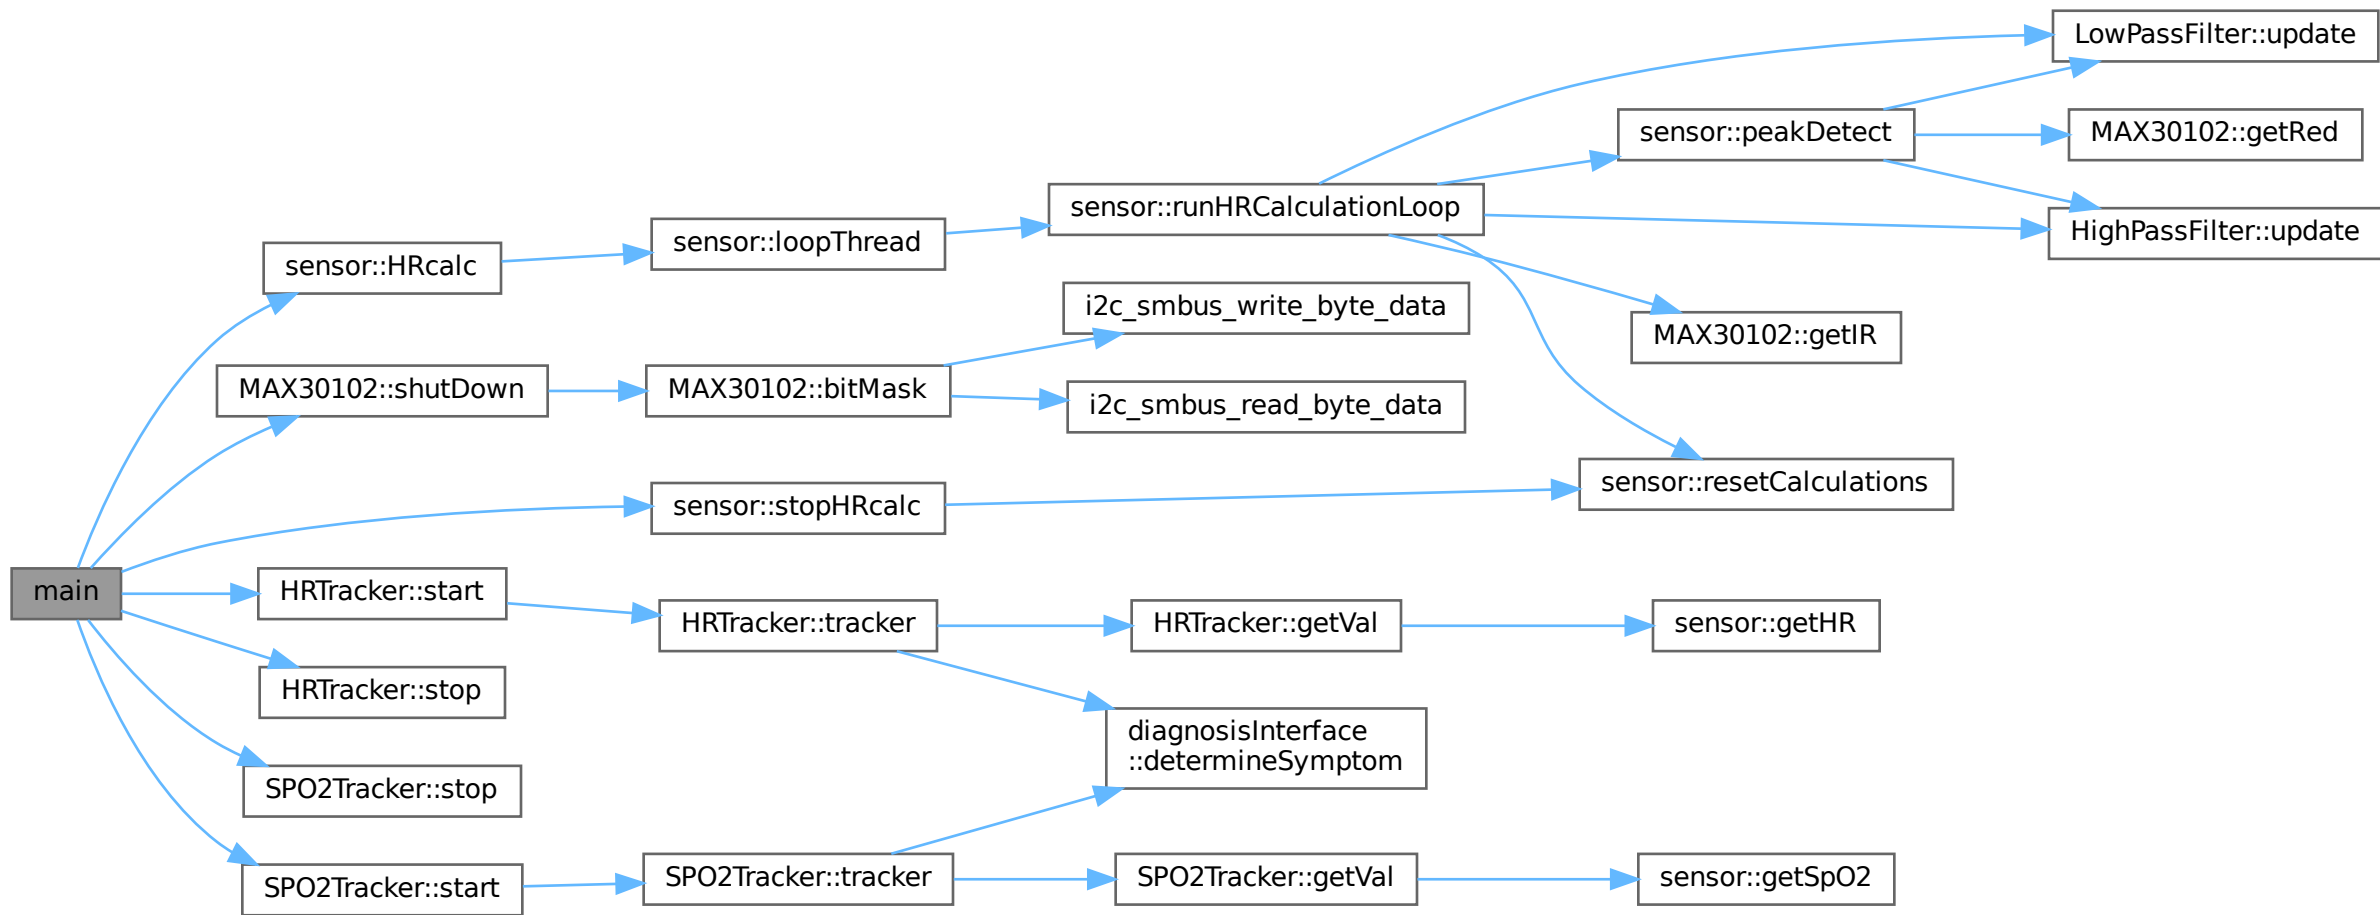 main
sensor::HRcalc
MAX30102::shutDown
sensor::stopHRcalc
HRTracker::start
HRTracker::stop
SPO2Tracker::stop
SPO2Tracker::start
sensor::loopThread
MAX30102::bitMask
HRTracker::tracker
SPO2Tracker::tracker
sensor::runHRCalculationLoop
i2c_smbus_write_byte_data
i2c_smbus_read_byte_data
HRTracker::getVal
diagnosisInterface
::determineSymptom
SPO2Tracker::getVal
sensor::peakDetect
MAX30102::getIR
sensor::resetCalculations
sensor::getHR
sensor::getSpO2
LowPassFilter::update
MAX30102::getRed
HighPassFilter::update